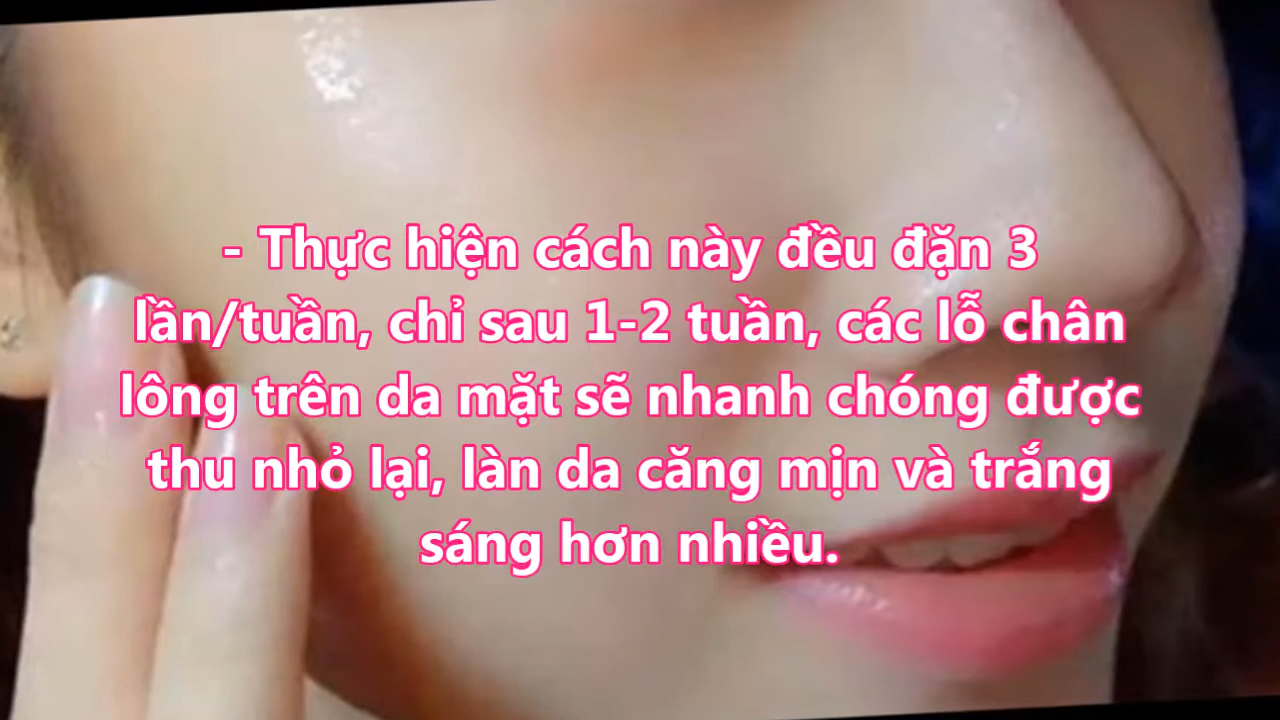 - Thực hiện cách này đều đặn 3
lần/tuần, chỉ sau 1-2 tuần, các lỗ chân
lông trên da mặt sẽ nhanh chóng được
thu nhỏ lại, làn da căng mịn và trắng
sáng hơn nhiều.